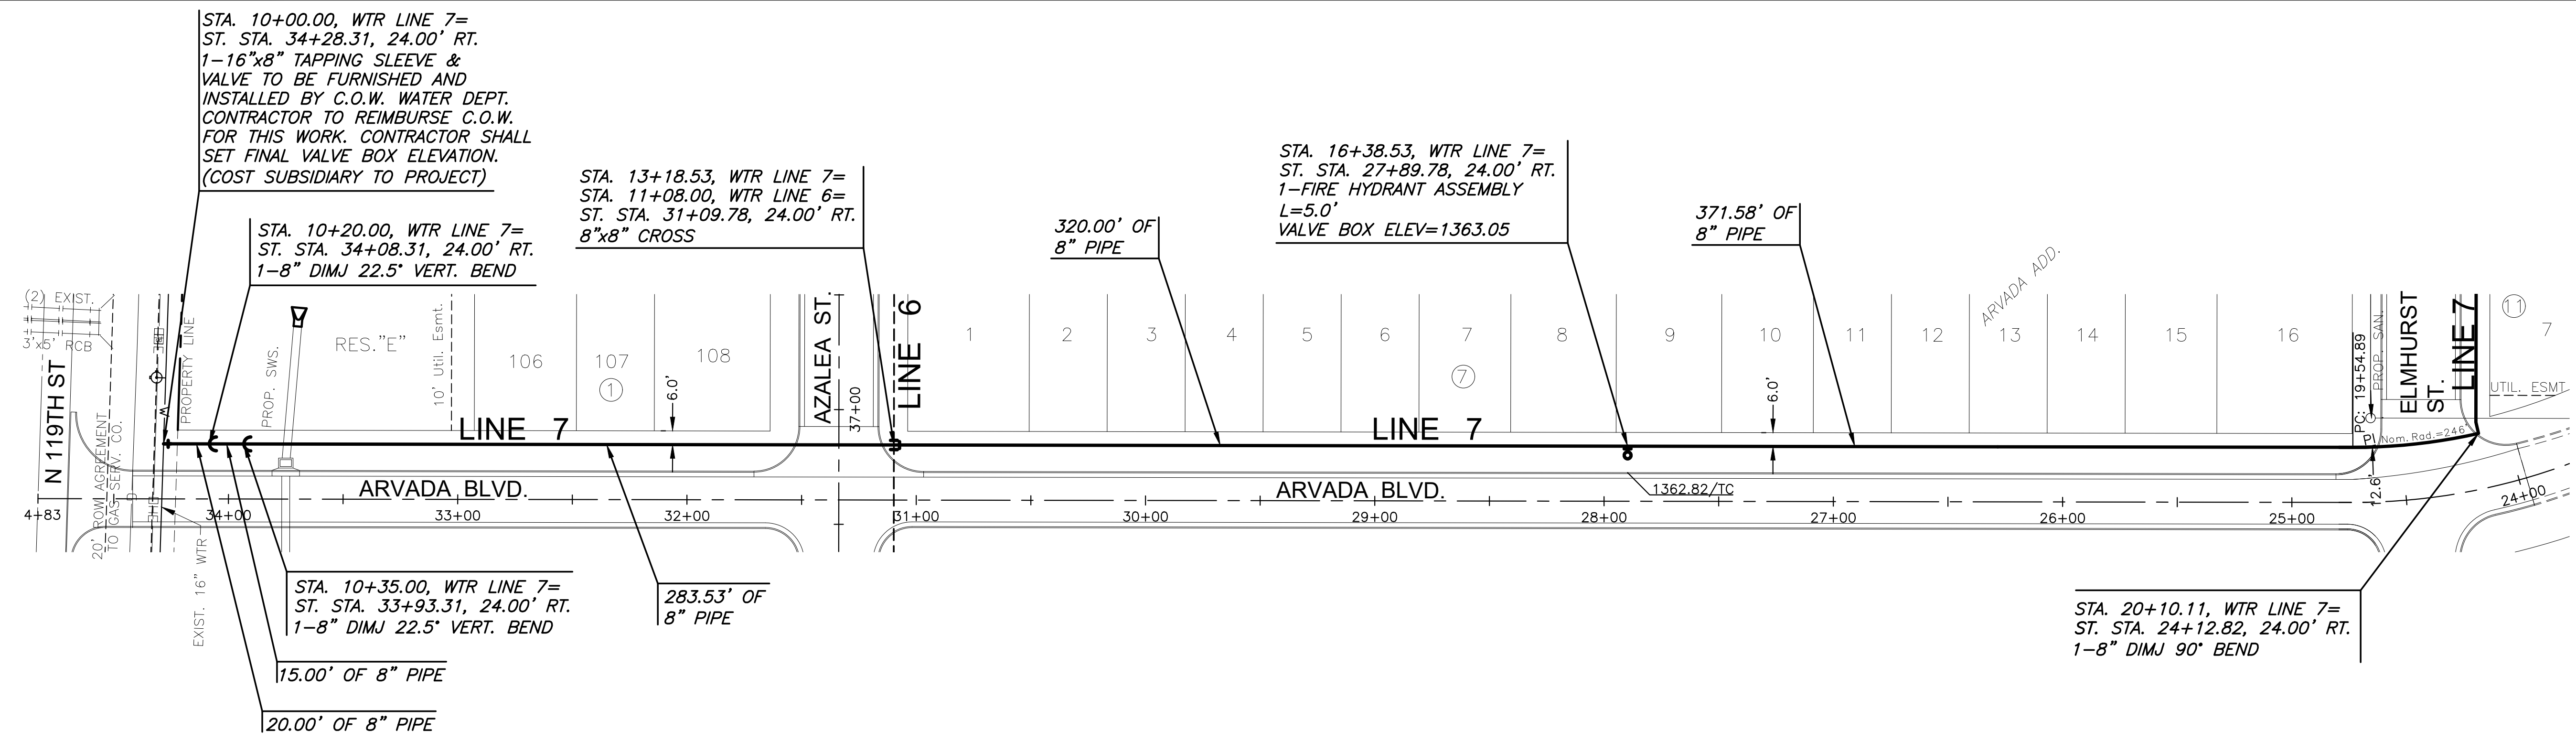 STA. 10+00.00, WTR LINE 7=
ST. STA. 34+28.31, 24.00' RT.
1-16"x8" TAPPING SLEEVE &
VALVE TO BE FURNISHED AND
INSTALLED BY C.O.W. WATER DEPT.
CONTRACTOR TO REIMBURSE C.O.W.
FOR THIS WORK. CONTRACTOR SHALL
SET FINAL VALVE BOX ELEVATION.
(COST SUBSIDIARY TO PROJECT)
STA. 10+20.00, WTR LINE 7=
ST. STA. 34+08.31, 24.00' RT.
1-8" DIMJ 22.5° VERT. BEND
STA. 13+18.53, WTR LINE 7=
STA. 11+08.00, WTR LINE 6=
ST. STA. 31+09.78, 24.00' RT.
8"x8" CROSS
320.00' OF
8" PIPE
STA. 16+38.53, WTR LINE 7=
ST. STA. 27+89.78, 24.00' RT.
1-FIRE HYDRANT ASSEMBLY
L=5.0'
VALVE BOX ELEV=1363.05
371.58' OF
8" PIPE
ARVADA ADD.
(2) EXIST.
3'x5' RCB
N 119TH ST
20' ROW AGREEMENT
TO GAS SERV. CO.
G
OHE
OHE
W
EXIST. 16" WTR
PROPERTY LINE
PROP. SWS.
RES."E"
10' Util. Esmt.
106
107
108
1
6.0'
AZALEA ST.
37+00
LINE 6
1
2
3
4
5
6
7
8
9
10
11
12
13
14
15
16
7
6.0'
PC: 19+54.89
PROP. SAN.
ELMHURST
ST.
LINE 7
11
7
UTIL. ESMT
LINE 7
LINE 7
PI
Nom. Rad.=246'
12.6'
ARVADA BLVD.
ARVADA BLVD.
1362.82/TC
4+83
34+00
33+00
32+00
31+00
30+00
29+00
28+00
27+00
26+00
25+00
24+00
STA. 10+35.00, WTR LINE 7=
ST. STA. 33+93.31, 24.00' RT.
1-8" DIMJ 22.5° VERT. BEND
283.53' OF
8" PIPE
15.00' OF 8" PIPE
20.00' OF 8" PIPE
STA. 20+10.11, WTR LINE 7=
ST. STA. 24+12.82, 24.00' RT.
1-8" DIMJ 90° BEND